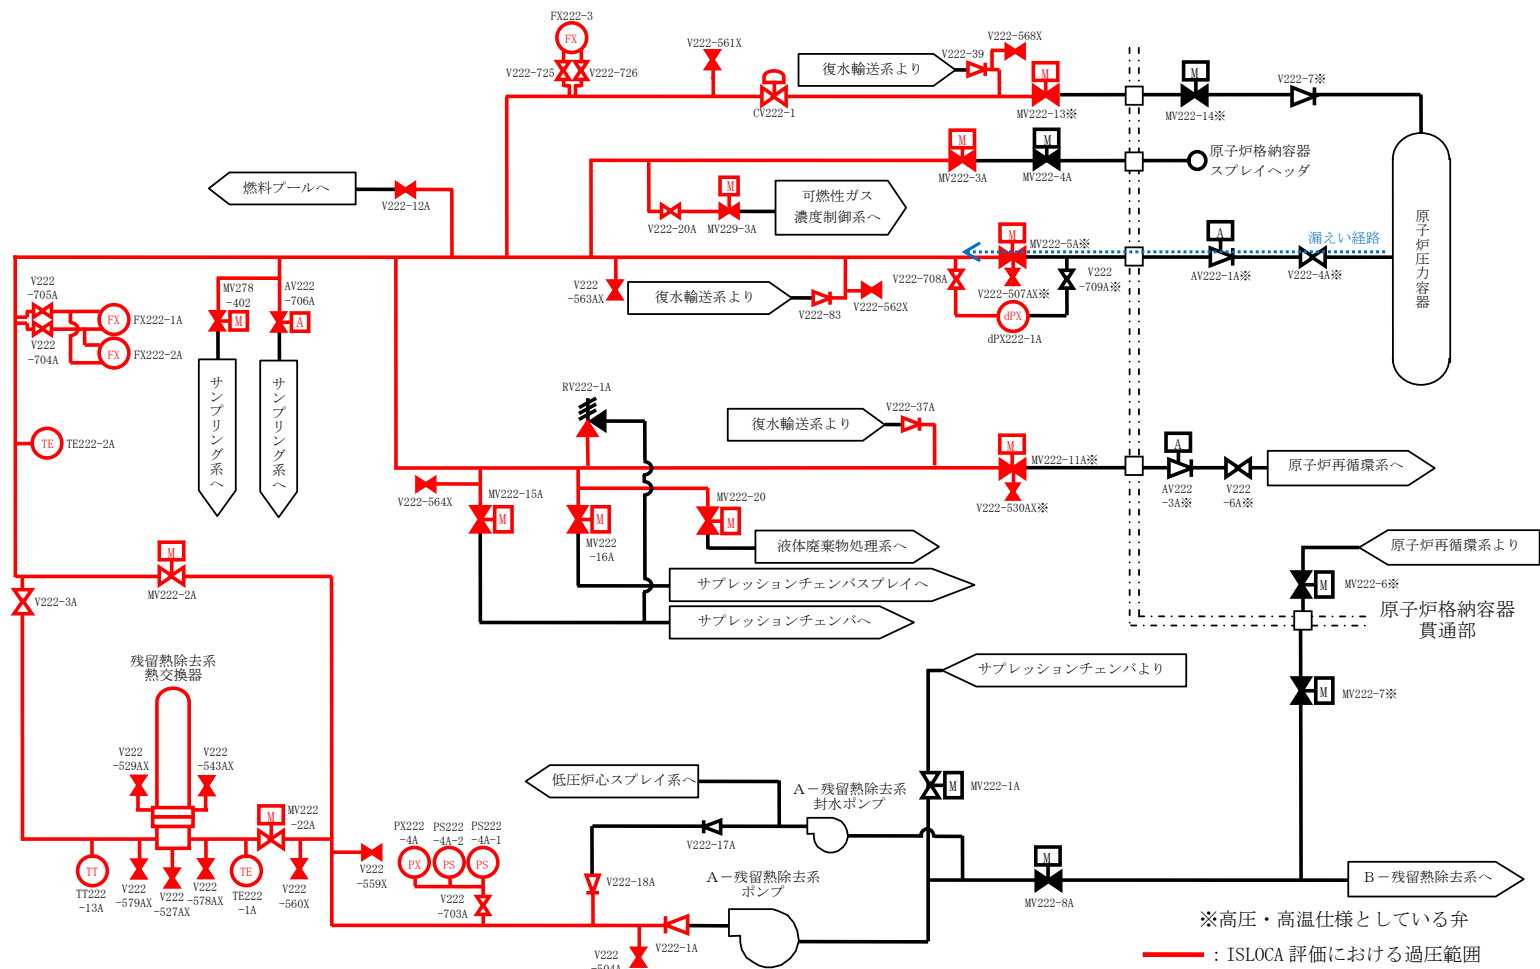 FX222-3
FX
V222-725
V222-726
V222-561X
CV222-1
復水輸送系より
V222-39
V222-568X
M
MV222-13※
M
MV222-14※
V222-7※
原子炉圧力容器
M
MV222-3A
M
MV222-4A
原子炉格納容器
スプレイヘッダ
燃料プールへ
V222-12A
V222-20A
M
MV229-3A
可燃性ガス
濃度制御系へ
漏えい経路
M
MV222-5A※
A
AV222-1A※
V222-4A※
V222-708A
V222-507AX※
V222
-709A※
dPX
dPX222-1A
V222
-563AX
復水輸送系より
V222-83
V222-562X
V222
-705A
V222
-704A
FX
FX222-1A
FX
FX222-2A
MV278
-402
M
AV222
-706A
A
サンプリング系へ
サンプリング系へ
TE
TE222-2A
RV222-1A
復水輸送系より
V222-37A
M
MV222-11A※
V222-530AX※
A
AV222
-3A※
V222
-6A※
原子炉再循環系へ
V222-564X
MV222-15A
M
M
MV222
-16A
MV222-20
M
液体廃棄物処理系へ
サプレッションチェンバスプレイへ
サプレッションチェンバへ
原子炉再循環系より
M
MV222-6※
原子炉格納容器
貫通部
M
MV222-7※
M
MV222-2A
V222-3A
残留熱除去系
熱交換器
V222
-529AX
V222
-543AX
M
MV222
-22A
TT
TT222
-13A
V222
-579AX
V222
-527AX
V222
-578AX
TE
TE222
-1A
V222
-560X
V222
-559X
PX222
-4A
PX
PS222
-4A-2
PS
PS222
-4A-1
PS
V222
-703A
サプレッションチェンバより
低圧炉心スプレイ系へ
A－残留熱除去系
封水ポンプ
M
MV222-1A
V222-17A
V222-18A
A－残留熱除去系
ポンプ
V222-1A
V222
-504A
M
MV222-8A
B－残留熱除去系へ
※高圧・高温仕様としている弁
：ISLOCA 評価における過圧範囲